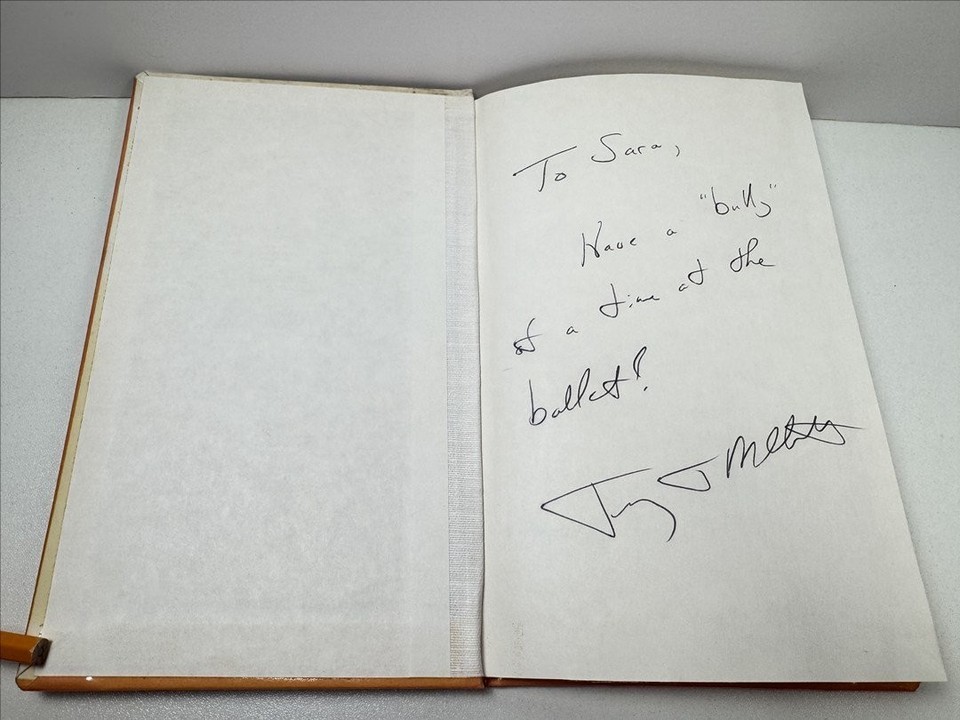 To Sara,
Have a "bully"
of a time at the
ballet!